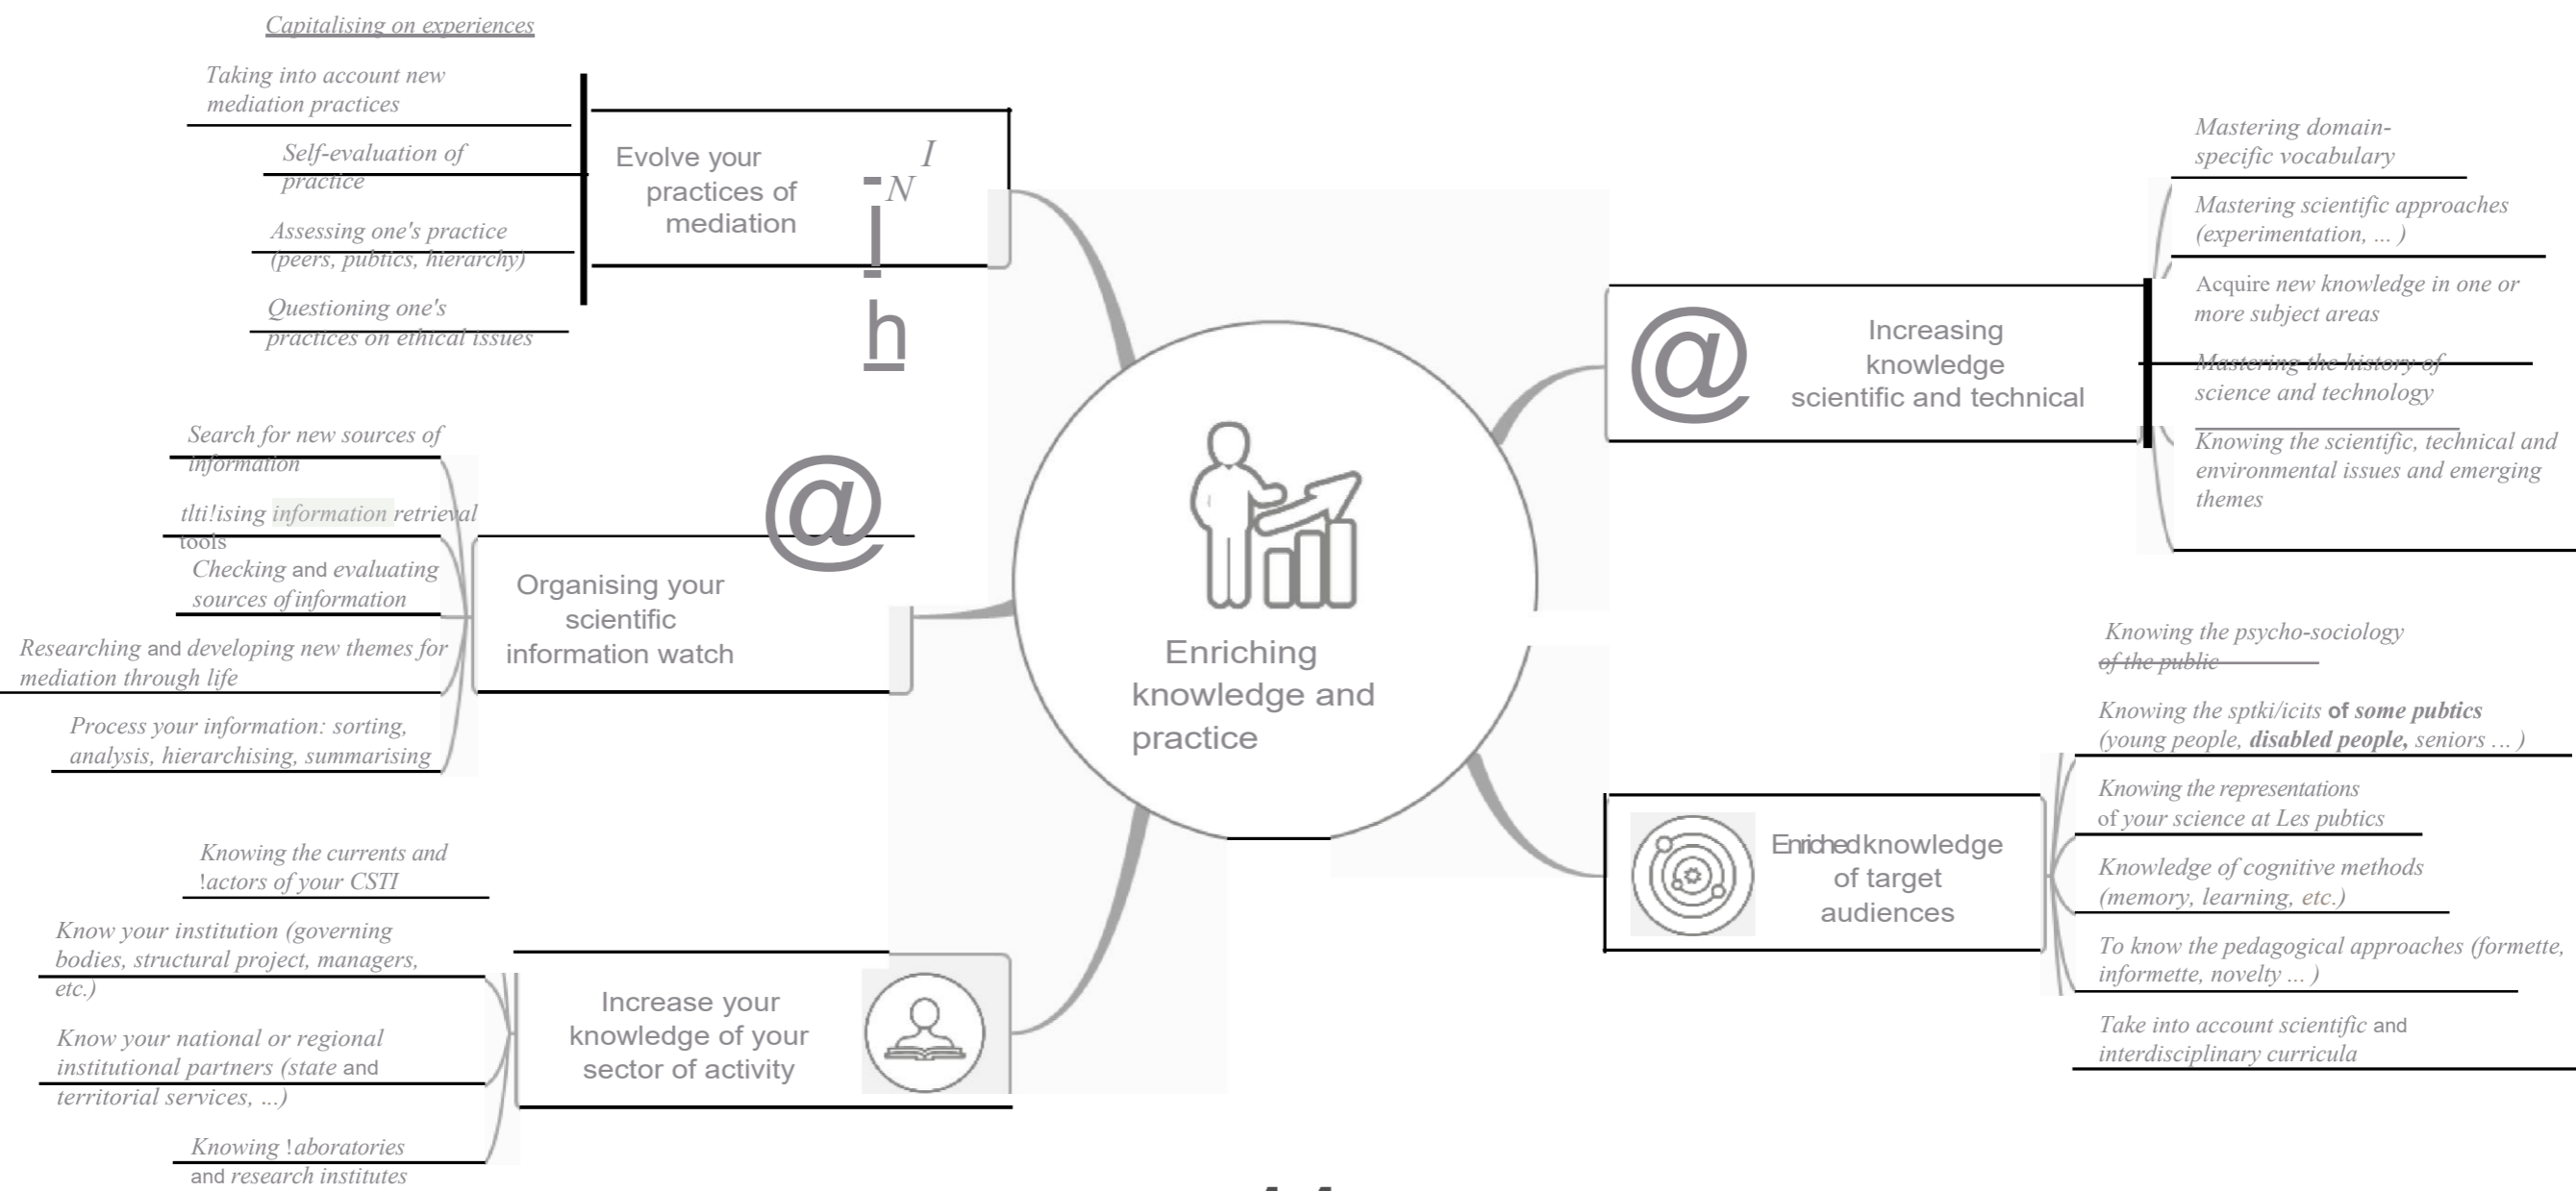 Capitalising on experiences
Taking into account new
mediation practices
Self-evaluation of
practice
Assessing one's practice
(peers, pubtics, hierarchy)
Questioning one's
practices on ethical issues
Evolve your
practices of
mediation
I
N
h
Search for new sources of
information
tlti!ising information retrieval
tools
Checking and evaluating
sources of information
Researching and developing new themes for
mediation through life
Process your information: sorting,
analysis, hierarchising, summarising
@
Organising your
scientific
information watch
Knowing the currents and
!actors of your CSTI
Know your institution (governing
bodies, structural project, managers,
etc.)
Know your national or regional
institutional partners (state and
territorial services, ...)
Knowing !aboratories
and research institutes
Increase your
knowledge of your
sector of activity
Enriching
knowledge and
practice
@
Increasing
knowledge
scientific and technical
Mastering domain-
specific vocabulary
Mastering scientific approaches
(experimentation, ... )
Acquire new knowledge in one or
more subject areas
Mastering the history of
science and technology
Knowing the scientific, technical and
environmental issues and emerging
themes
Enriched knowledge
of target
audiences
Knowing the psycho-sociology
of the public
Knowing the sptki/icits of some pubtics
(young people, disabled people, seniors ... )
Knowing the representations
of your science at Les pubtics
Knowledge of cognitive methods
(memory, learning, etc.)
To know the pedagogical approaches (formette,
informette, novelty ... )
Take into account scientific and
interdisciplinary curricula